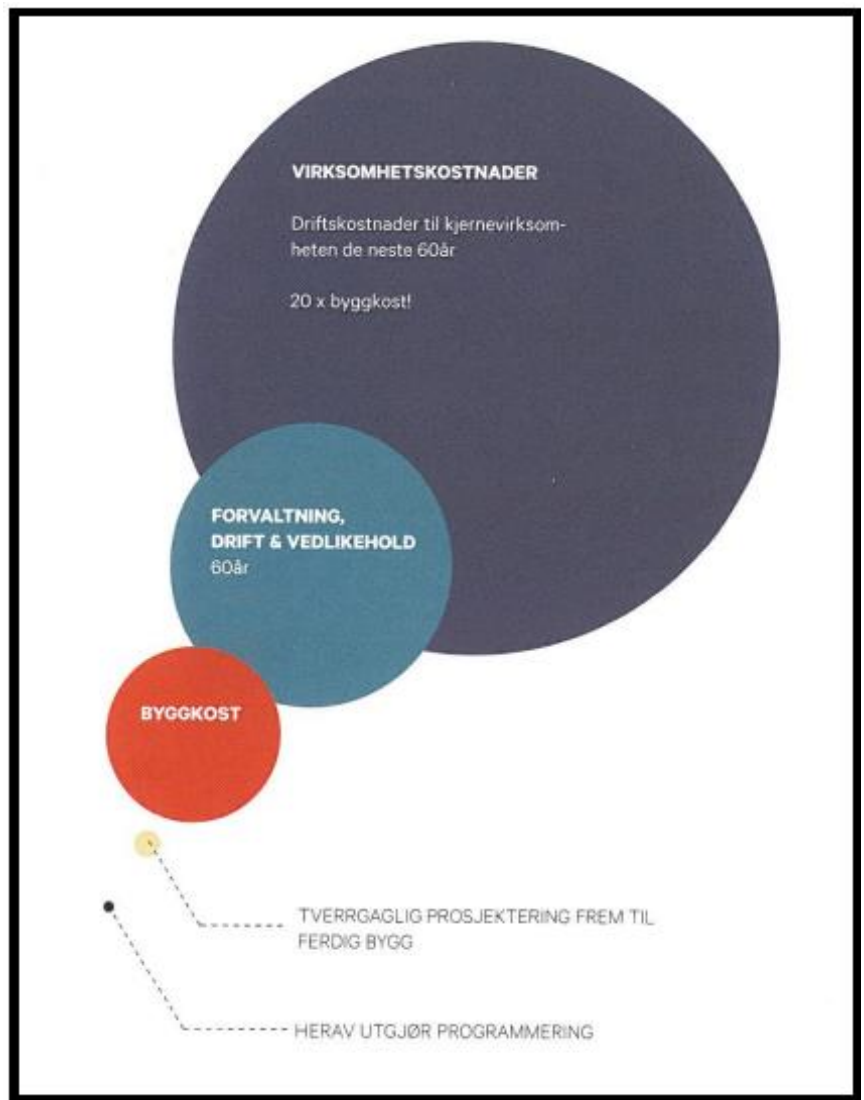 VIRKSOMHETSKOSTNADER
Driftskostnader til kjernevirksom-
heten de neste 60år
20 x byggkost!
FORVALTNING,
DRIFT & VEDLIKEHOLD
60år
BYGGKOST
TVERRGAGLIG PROSJEKTERING FREM TIL
FERDIG BYGG
HERAV UTGJØR PROGRAMMERING